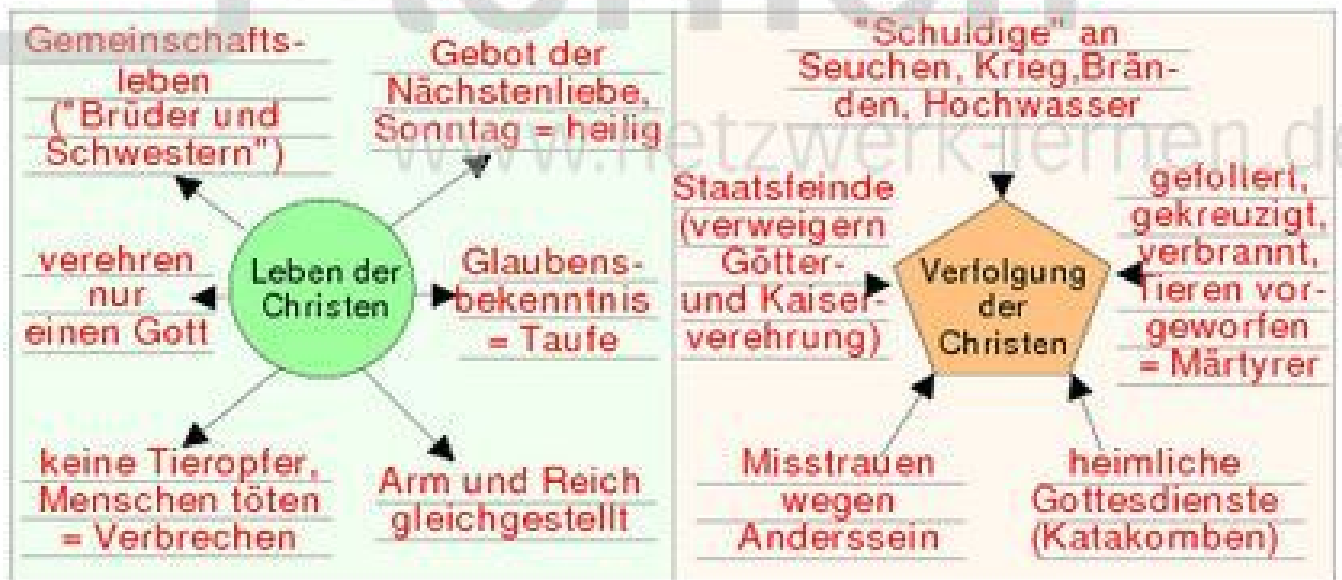 Gemeinschafts-
leben
("Brüder und
Schwestern")
Gebot der
Nächstenliebe,
Sonntag = heilig
verehren
nur
einen Gott
Leben der
Christen
Glaubens-
bekenntnis
= Taufe
keine Tieropfer,
Menschen töten
= Verbrechen
Arm und Reich
gleichgestellt
"Schuldige" an
Seuchen, Krieg,Brän-
den, Hochwasser
www.netzwerk-lernen.d
Staatsfeinde
(verweigern
Götter-
und Kaiser-
verehrung)
Verfolgung
der
Christen
gefoltert,
gekreuzigt,
verbrannt,
Tieren vor-
geworfen
= Märtyrer
Misstrauen
wegen
Anderssein
heimliche
Gottesdienste
(Katakomben)